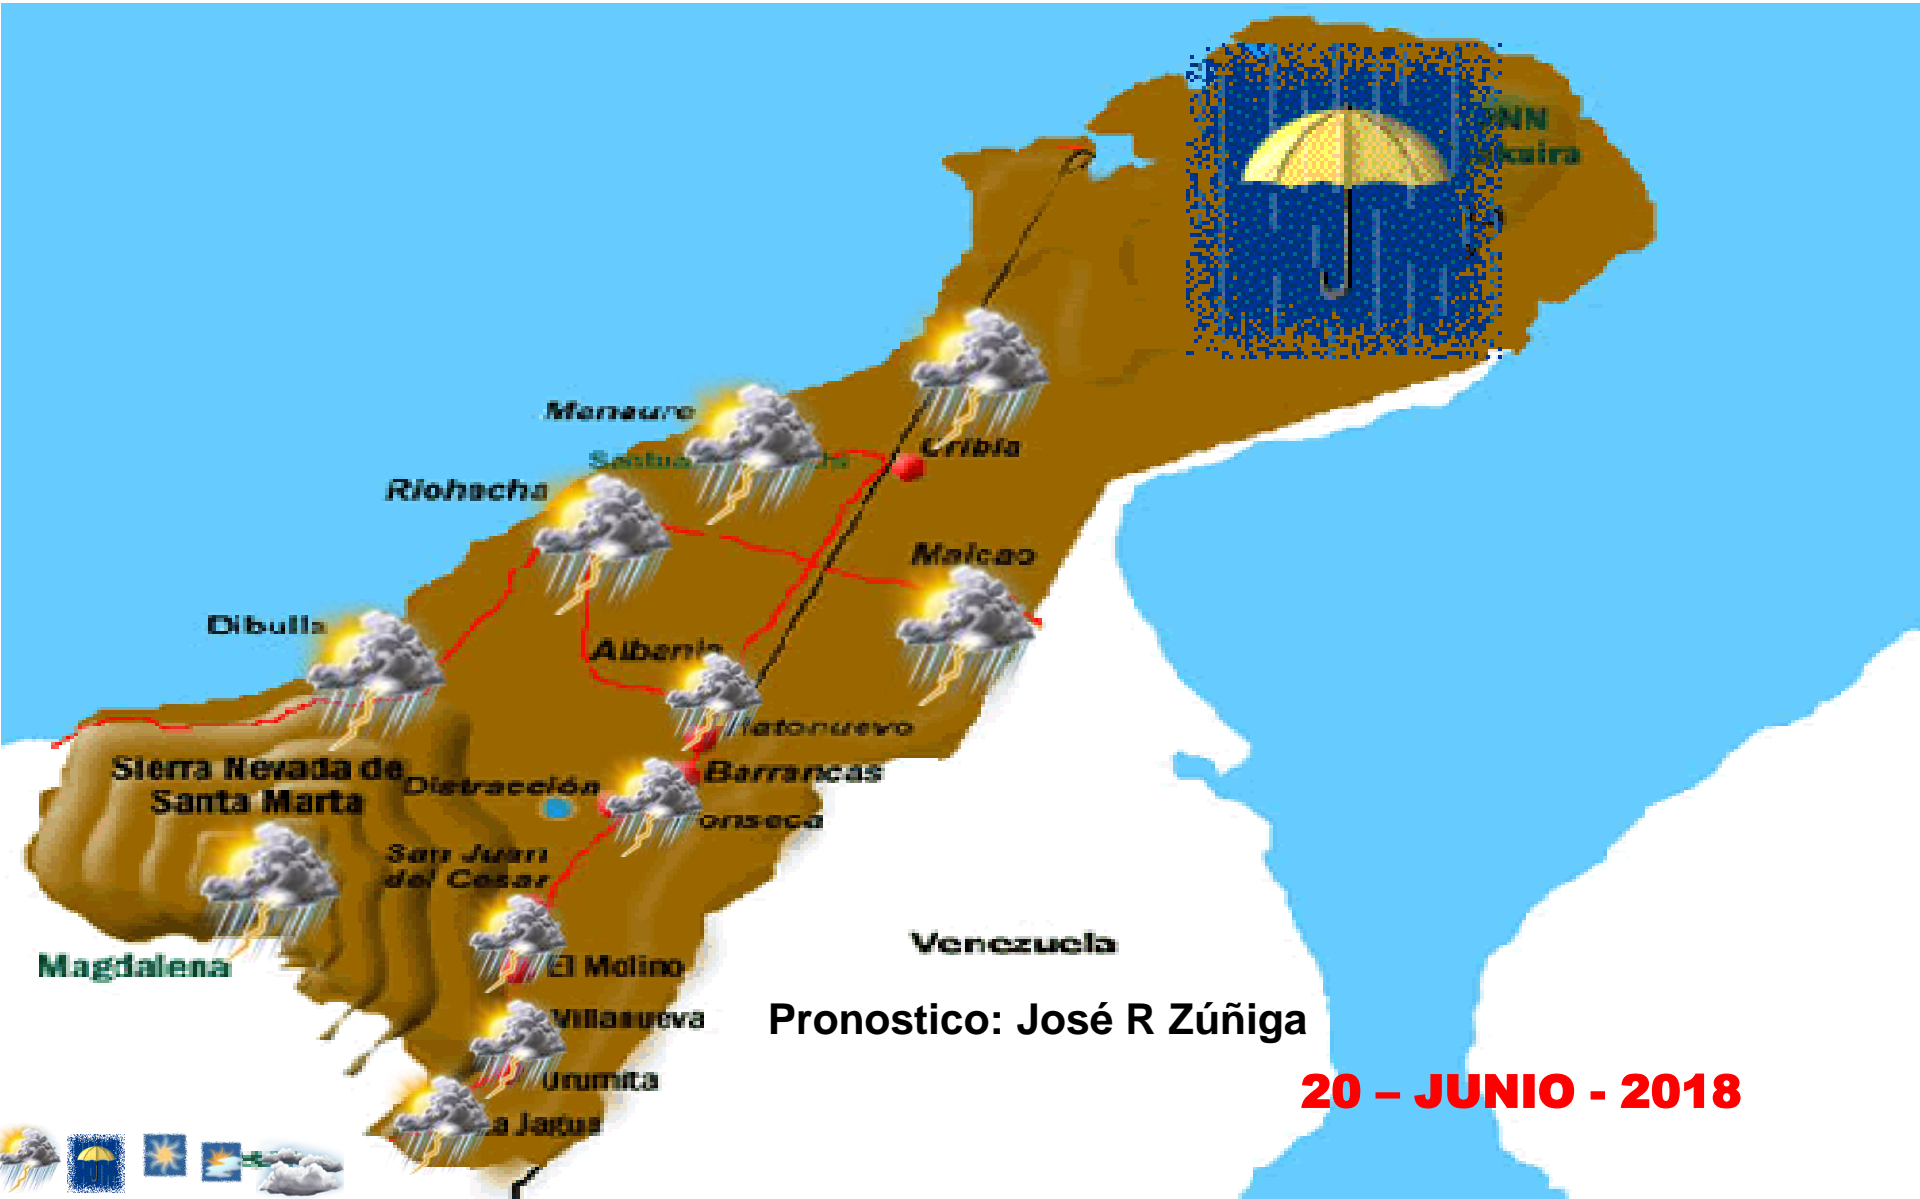 Manaure
Uribia
Riohacha
Maicao
Dibulla
Albania
Sierra Nevada de
Santa Marta
Distracción
Barrancas
San Juan
del Cesar
Magdalena
El Molino
Venezuela
Villanueva
Pronostico: José R Zúñiga
Urumita
20 – JUNIO - 2018